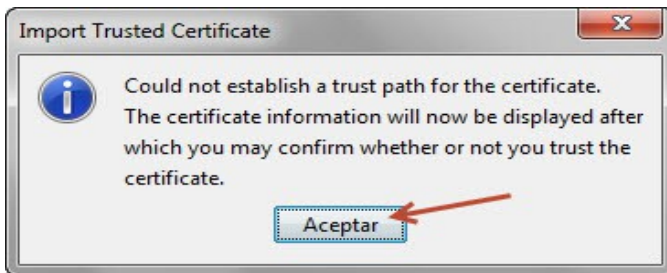 Import Trusted Certificate
Could not establish a trust path for the certificate.
The certificate information will now be displayed after
which you may confirm whether or not you trust the
certificate.
Aceptar